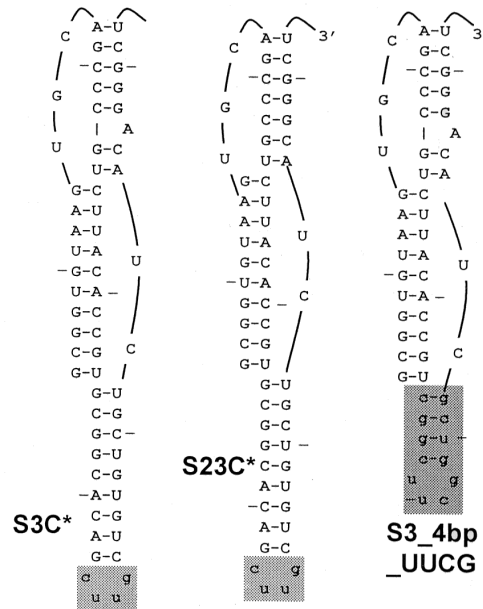 A-U
C G-C
–C-G–
C-G
G C-G
A
G-C
U U-A
G-C
A-U
A-U
U-A
–G-C U
U-A –
G-C
G-C
C-G C
G-U
G-U
C-G
G-C–
G-U
C-G
–A-U
C-G
A-U
G-C
c g
u u
S3C*
A-U 3'
C G-C
–C-G–
C-G
G C-G
G-C
U U-A
G-C
A-U
A-U U
U-A
–G-C
U-A C
G-C–
G-C
C-G
G-U
G-U
C-G
G-C
C-U–
A-G
C-U
A-G
G-U
C
c g
u u
S23C*
A-U 3
C G-C
–C-G–
C-G
G C-G
A
G-C
U U-A
G-C
A-U
A-U
U-A
–G-C U
U-A
G-C –
G-C
C-G C
G-U
c-g
g-c
g-u–
c-g
u g
–u c
S3_4bp
_UUCG